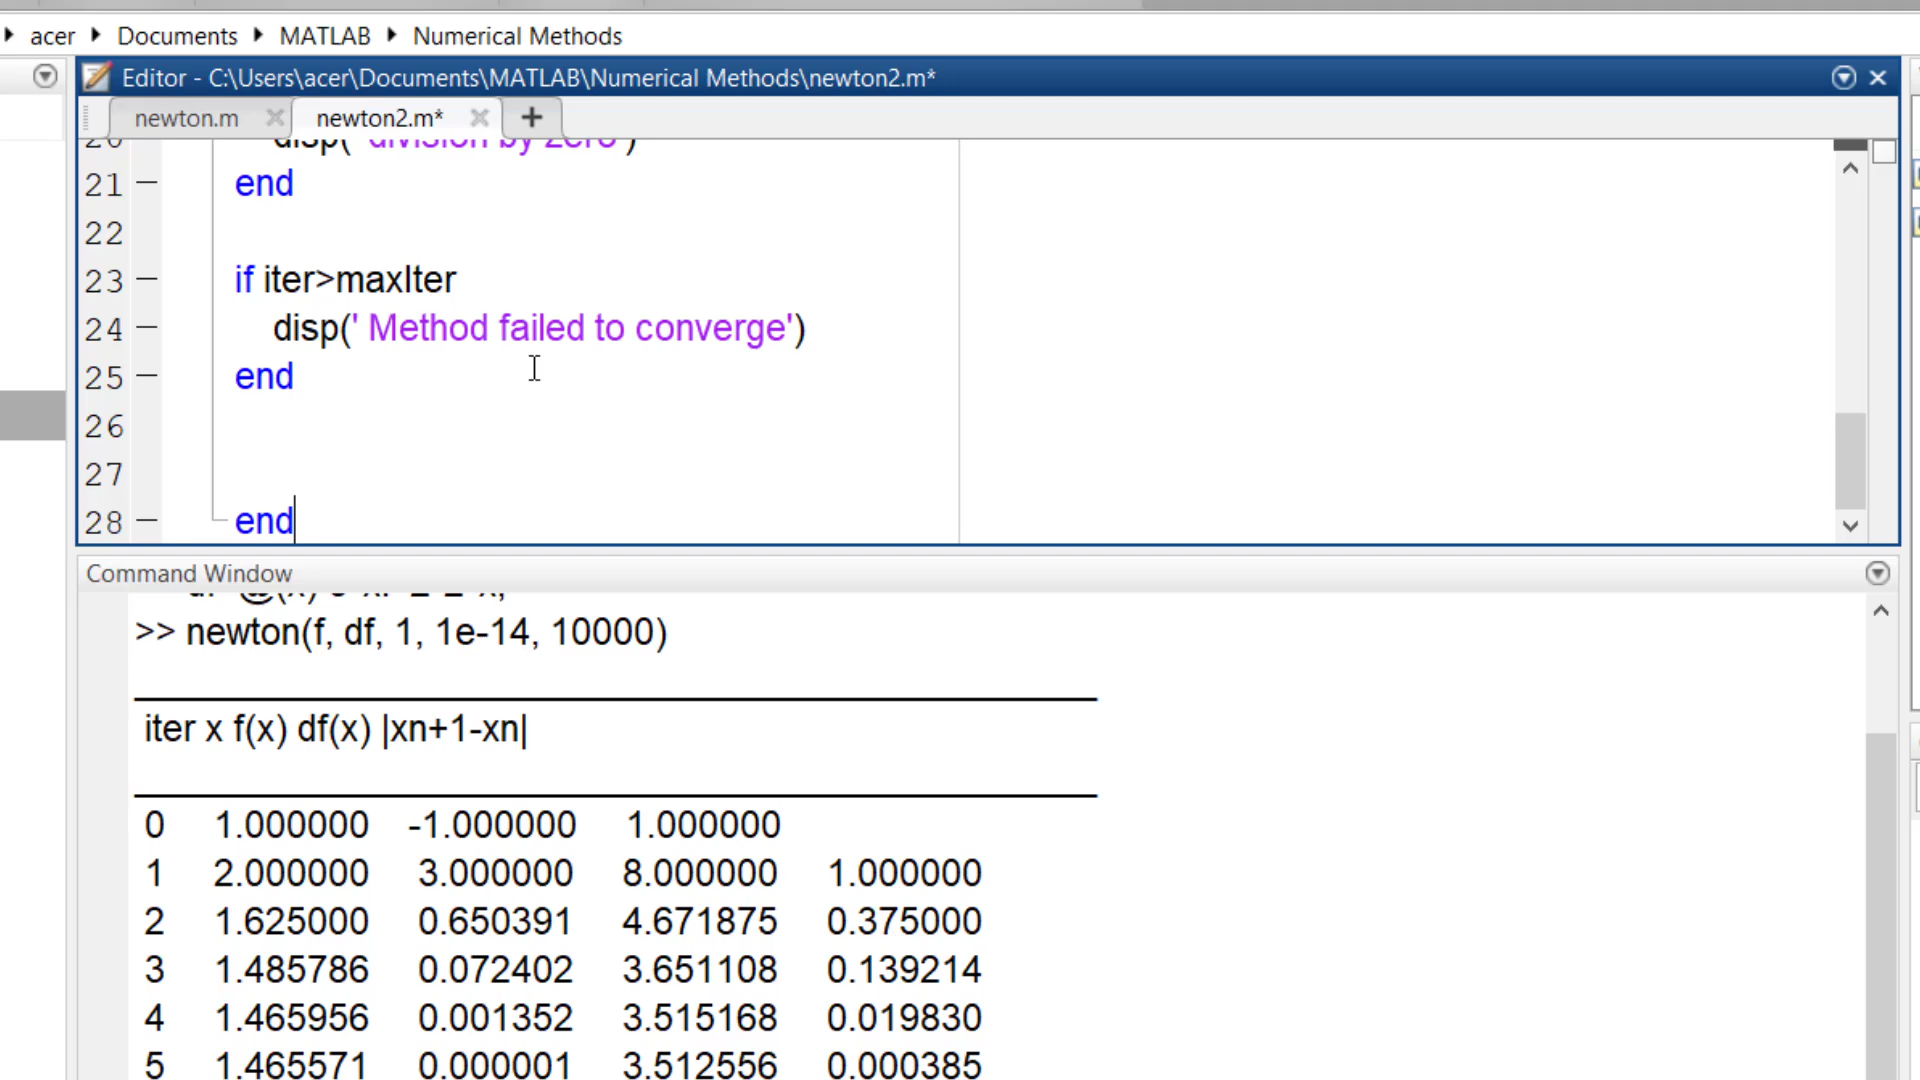 acer Documents MATLAB Numerical Methods
Editor - C:\Users\acer\Documents\MATLAB\Numerical Methods\newton2.m*
newton.m newton2.m*
20 disp(' division by zero')
21 end
22
23 if iter>maxIter
24 disp(' Method failed to converge')
25 end
26
27
28 end
Command Window
>> newton(f, df, 1, 1e-14, 10000)
iter x f(x) df(x) |xn+1-xn|
0 1.000000 -1.000000 1.000000
1 2.000000 3.000000 8.000000 1.000000
2 1.625000 0.650391 4.671875 0.375000
3 1.485786 0.072402 3.651108 0.139214
4 1.465956 0.001352 3.515168 0.019830
5 1.465571 0.000001 3.512556 0.000385